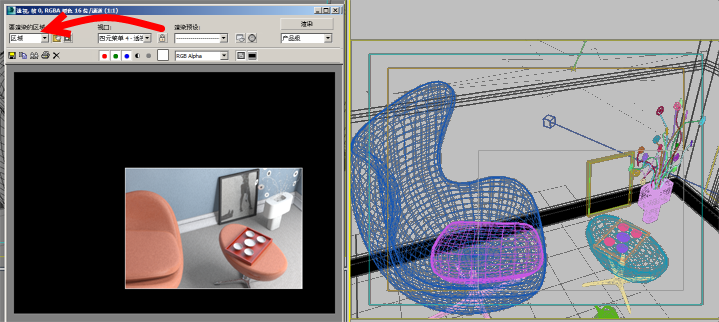 透视, 帧 0, RGBA 颜色 16 位/通道 (1:1)
要渲染的区域:
视口:
渲染预设:
渲染
区域
四元菜单 4 - 透
--------------------
产品级
RGB Alpha